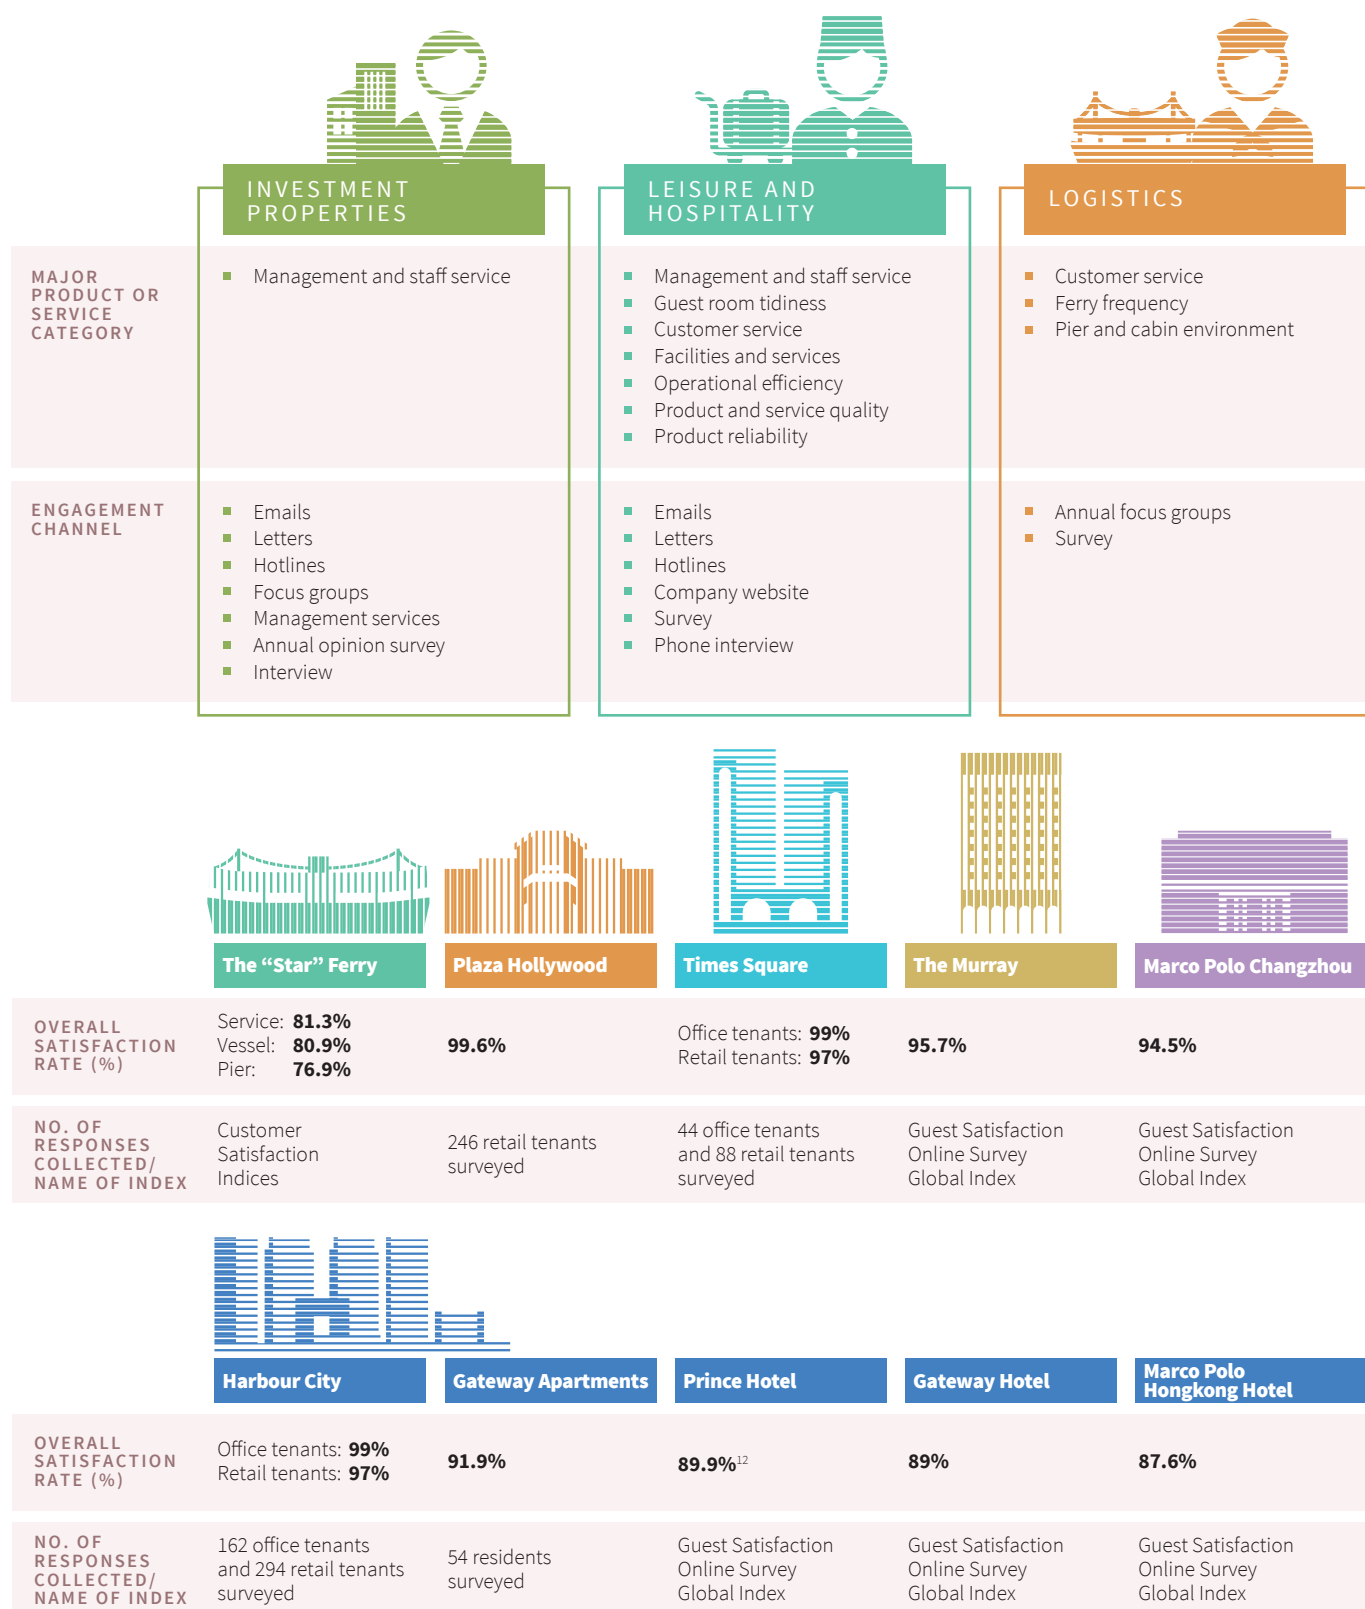 INVESTMENT
PROPERTIES
LEISURE AND
HOSPITALITY
LOGISTICS
MAJOR
PRODUCT OR
SERVICE
CATEGORY
Management and staff service
Management and staff service
Guest room tidiness
Customer service
Facilities and services
Operational efficiency
Product and service quality
Product reliability
Customer service
Ferry frequency
Pier and cabin environment
ENGAGEMENT
CHANNEL
Emails
Letters
Hotlines
Focus groups
Management services
Annual opinion survey
Interview
Emails
Letters
Hotlines
Company website
Survey
Phone interview
Annual focus groups
Survey
The “Star” Ferry
Plaza Hollywood
Times Square
The Murray
Marco Polo Changzhou
OVERALL
SATISFACTION
RATE (%)
Service: 81.3%
Vessel: 80.9%
Pier: 76.9%
99.6%
Office tenants: 99%
Retail tenants: 97%
95.7%
94.5%
NO. OF
RESPONSES
COLLECTED/
NAME OF INDEX
Customer
Satisfaction
Indices
246 retail tenants
surveyed
44 office tenants
and 88 retail tenants
surveyed
Guest Satisfaction
Online Survey
Global Index
Guest Satisfaction
Online Survey
Global Index
Harbour City
Gateway Apartments
Prince Hotel
Gateway Hotel
Marco Polo
Hongkong Hotel
OVERALL
SATISFACTION
RATE (%)
Office tenants: 99%
Retail tenants: 97%
91.9%
89.9%12
89%
87.6%
NO. OF
RESPONSES
COLLECTED/
NAME OF INDEX
162 office tenants
and 294 retail tenants
surveyed
54 residents
surveyed
Guest Satisfaction
Online Survey
Global Index
Guest Satisfaction
Online Survey
Global Index
Guest Satisfaction
Online Survey
Global Index